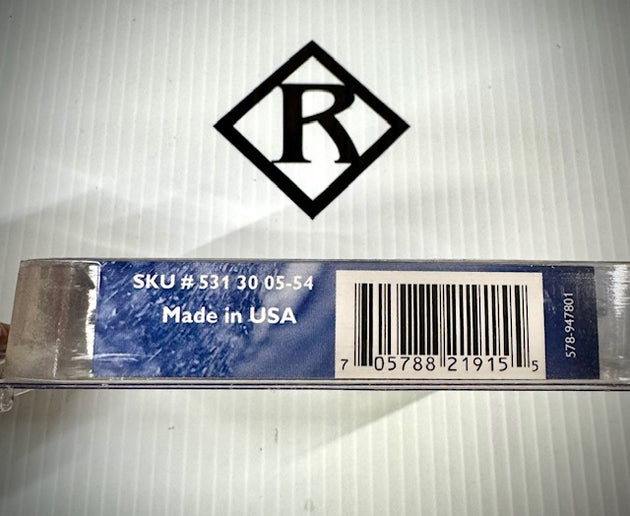 R
SKU # 531 30 05-54
Made in USA
7 05788 21915 5
578-947801